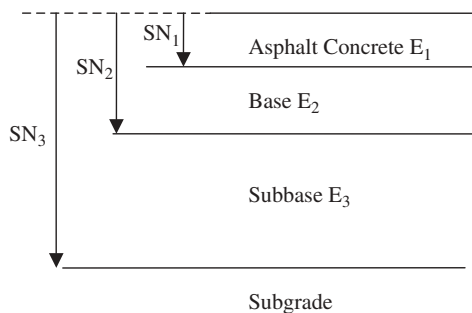 SN₁
Asphalt Concrete E₁
SN₂
Base E₂
SN₃
Subbase E₃
Subgrade